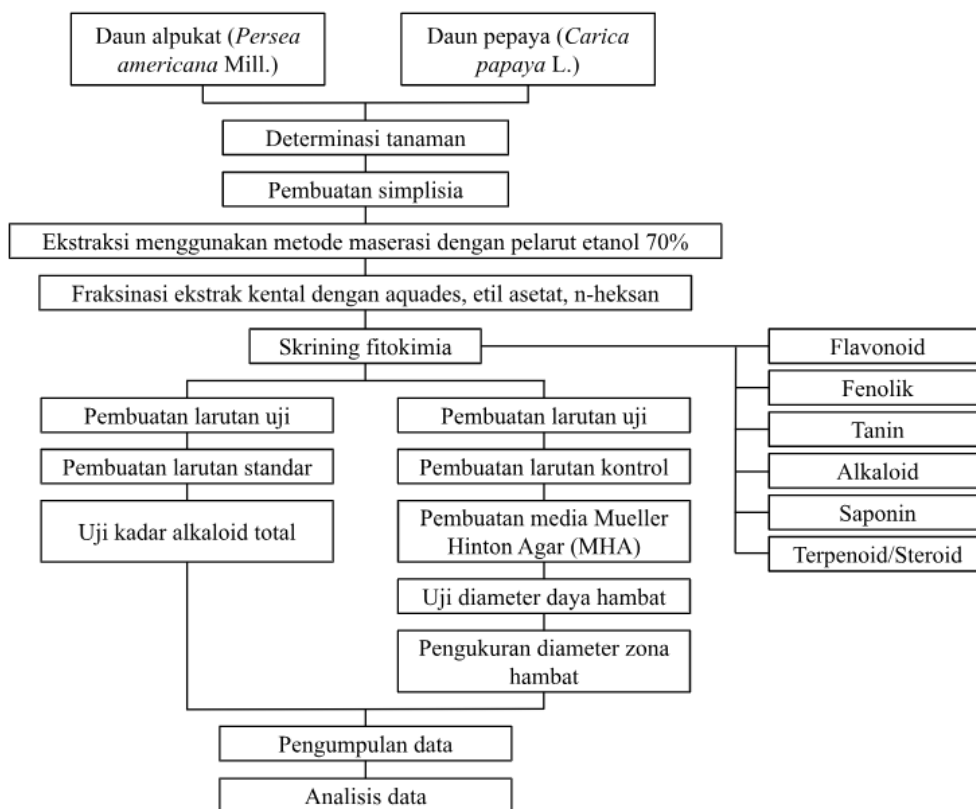 Daun alpukat (Persea
americana Mill.)
Daun pepaya (Carica
papaya L.)
Determinasi tanaman
Pembuatan simplisia
Ekstraksi menggunakan metode maserasi dengan pelarut etanol 70%
Fraksinasi ekstrak kental dengan aquades, etil asetat, n-heksan
Skrining fitokimia
Flavonoid
Fenolik
Tanin
Alkaloid
Saponin
Terpenoid/Steroid
Pembuatan larutan uji
Pembuatan larutan standar
Uji kadar alkaloid total
Pembuatan larutan uji
Pembuatan larutan kontrol
Pembuatan media Mueller
Hinton Agar (MHA)
Uji diameter daya hambat
Pengukuran diameter zona
hambat
Pengumpulan data
Analisis data